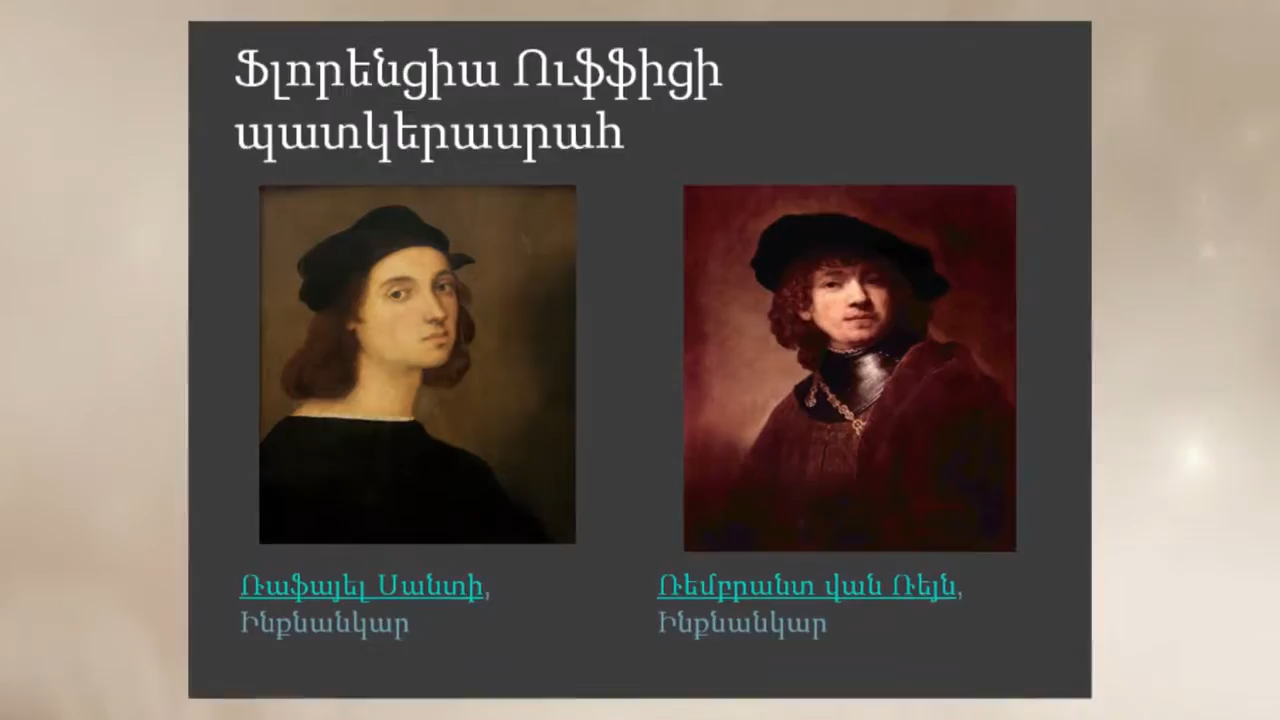 Ֆլորենցիա Ուֆֆիցի
պատկերասրահ
Ռաֆայել Սանտի,
Ինքնանկար
Ռեմբրանտ վան Ռեյն,
Ինքնանկար